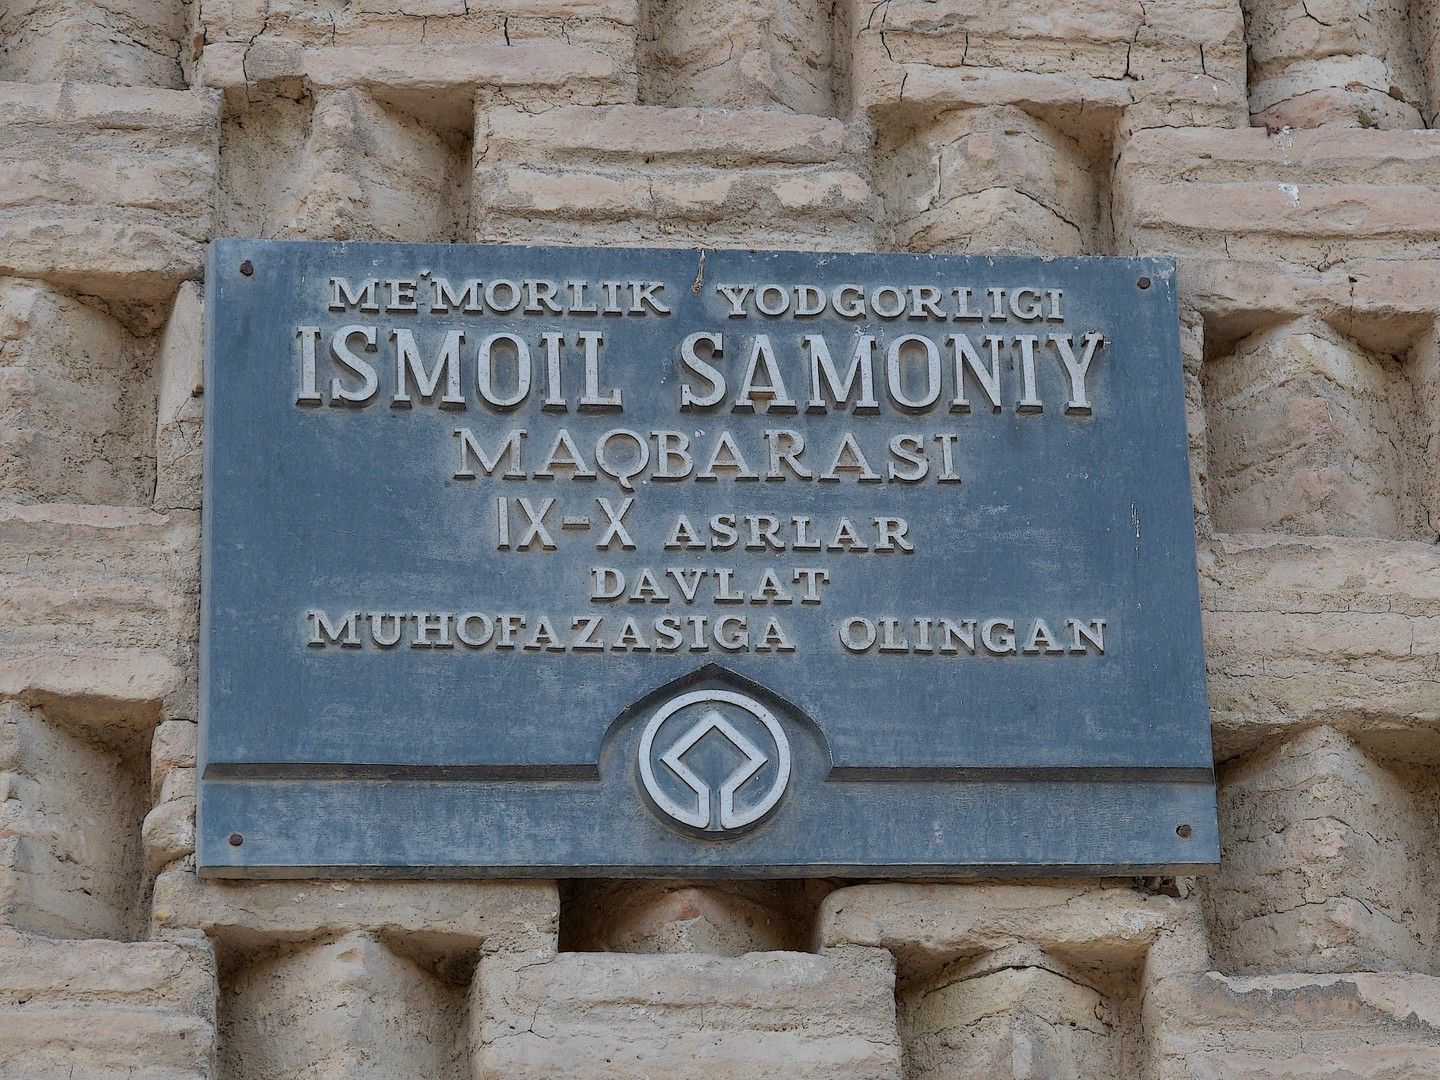 ME'MORLIK YODGORLIGI
ISMOIL SAMONIY
MAQBARASI
IX-X ASRLAR
DAVLAT
MUHOFAZASIGA OLINGAN